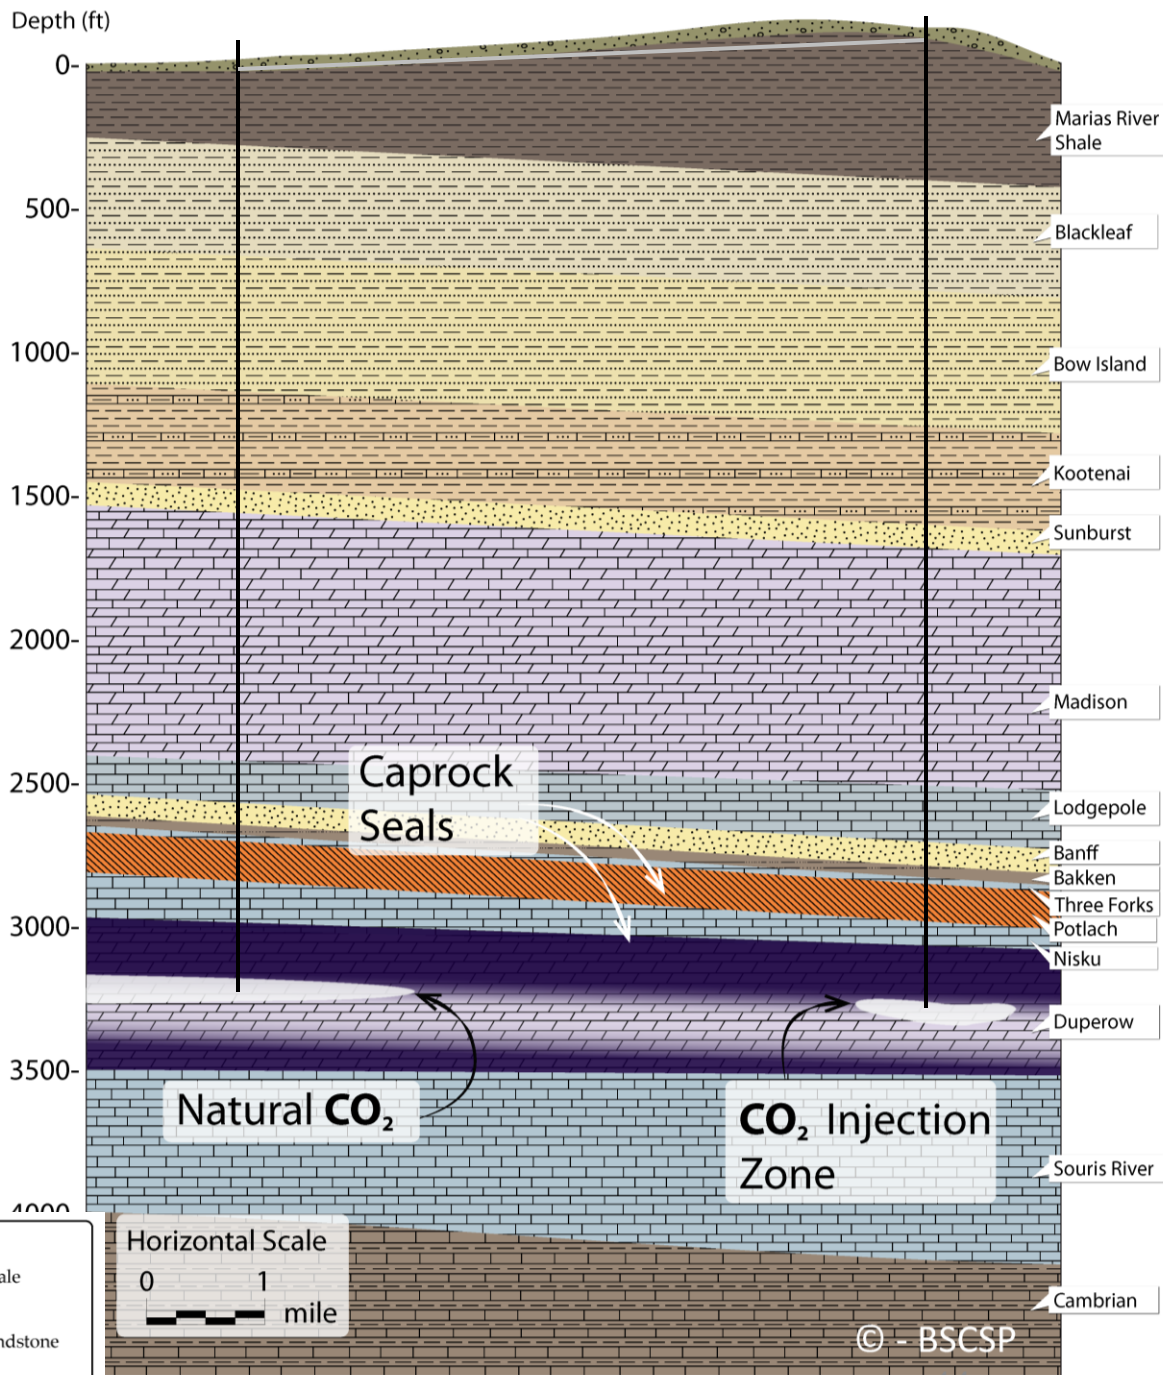 Depth (ft)
0-
500-
1000-
1500-
2000-
2500-
3000-
3500-
4000
Marias River
Shale
Blackleaf
Bow Island
Kootenai
Sunburst
Madison
Lodgepole
Banff
Bakken
Three Forks
Potlach
Nisku
Duperow
Souris River
Cambrian
Caprock
Seals
Natural CO₂
CO₂ Injection
Zone
Horizontal Scale
0 1
mile
ale
ndstone
© - BSCSP